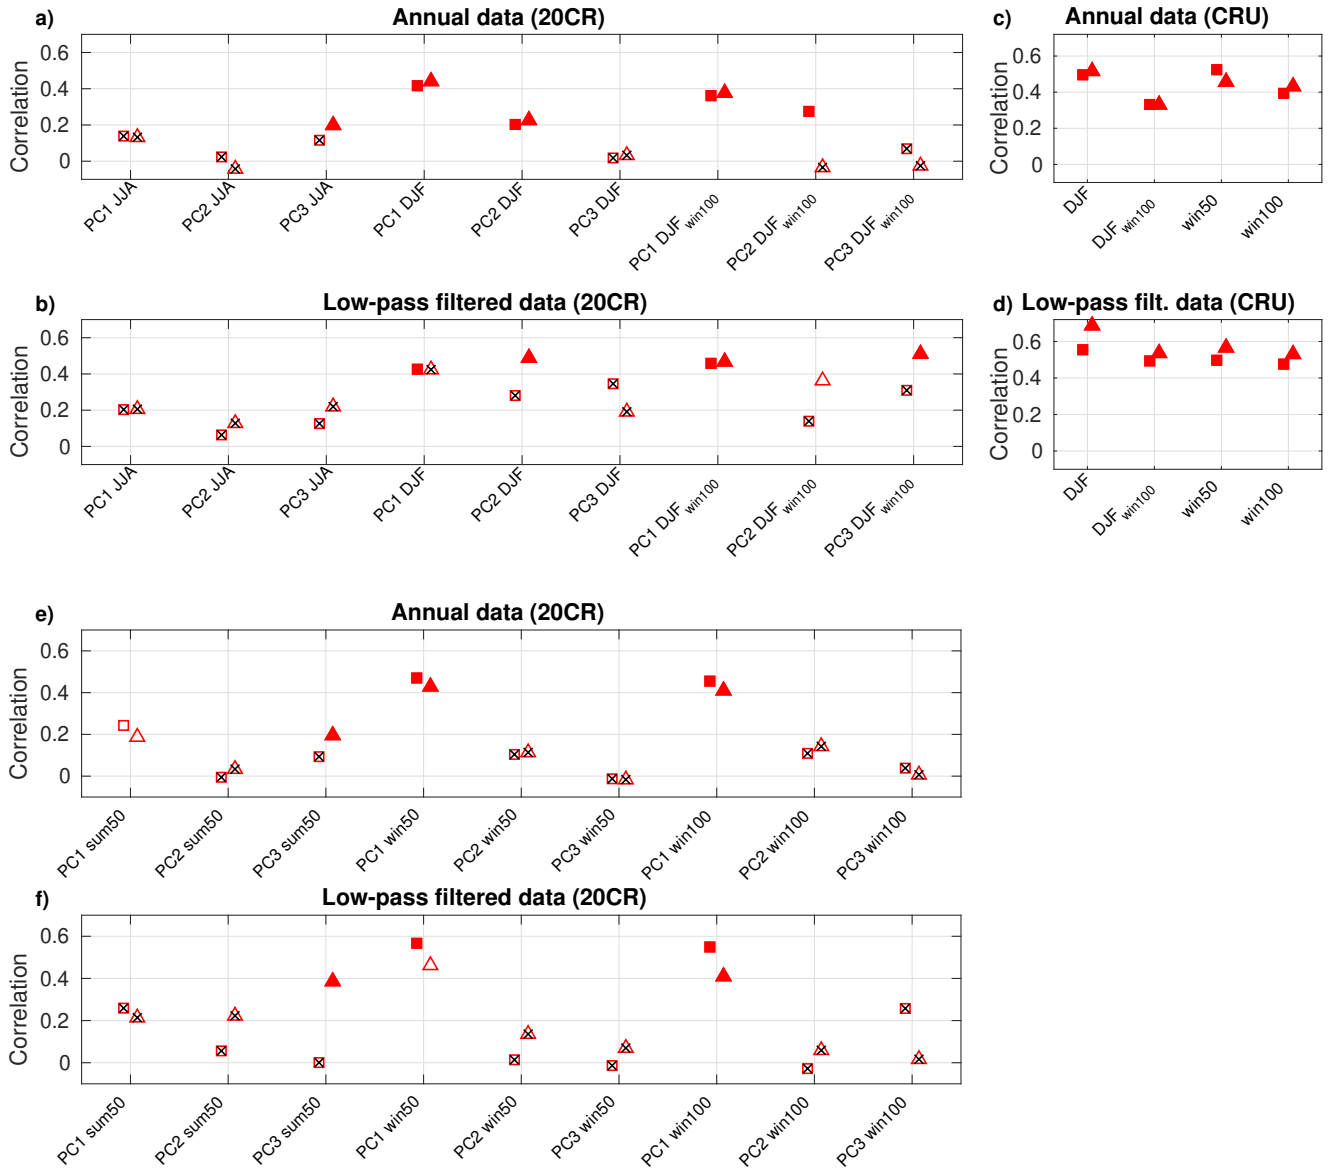 a) Annual data (20CR)
Correlation
0.6
0.4
0.2
0
PC1 JJA
PC2 JJA
PC3 JJA
PC1 DJF
PC2 DJF
PC3 DJF
PC1 DJF win100
PC2 DJF win100
PC3 DJF win100
c) Annual data (CRU)
Correlation
0.6
0.4
0.2
0
DJF
DJF win100
win50
win100
b) Low-pass filtered data (20CR)
Correlation
0.6
0.4
0.2
0
PC1 JJA
PC2 JJA
PC3 JJA
PC1 DJF
PC2 DJF
PC3 DJF
PC1 DJF win100
PC2 DJF win100
PC3 DJF win100
d) Low-pass filt. data (CRU)
Correlation
0.6
0.4
0.2
0
DJF
DJF win100
win50
win100
e) Annual data (20CR)
Correlation
0.6
0.4
0.2
0
PC1 sum50
PC2 sum50
PC3 sum50
PC1 win50
PC2 win50
PC3 win50
PC1 win100
PC2 win100
PC3 win100
f) Low-pass filtered data (20CR)
Correlation
0.6
0.4
0.2
0
PC1 sum50
PC2 sum50
PC3 sum50
PC1 win50
PC2 win50
PC3 win50
PC1 win100
PC2 win100
PC3 win100